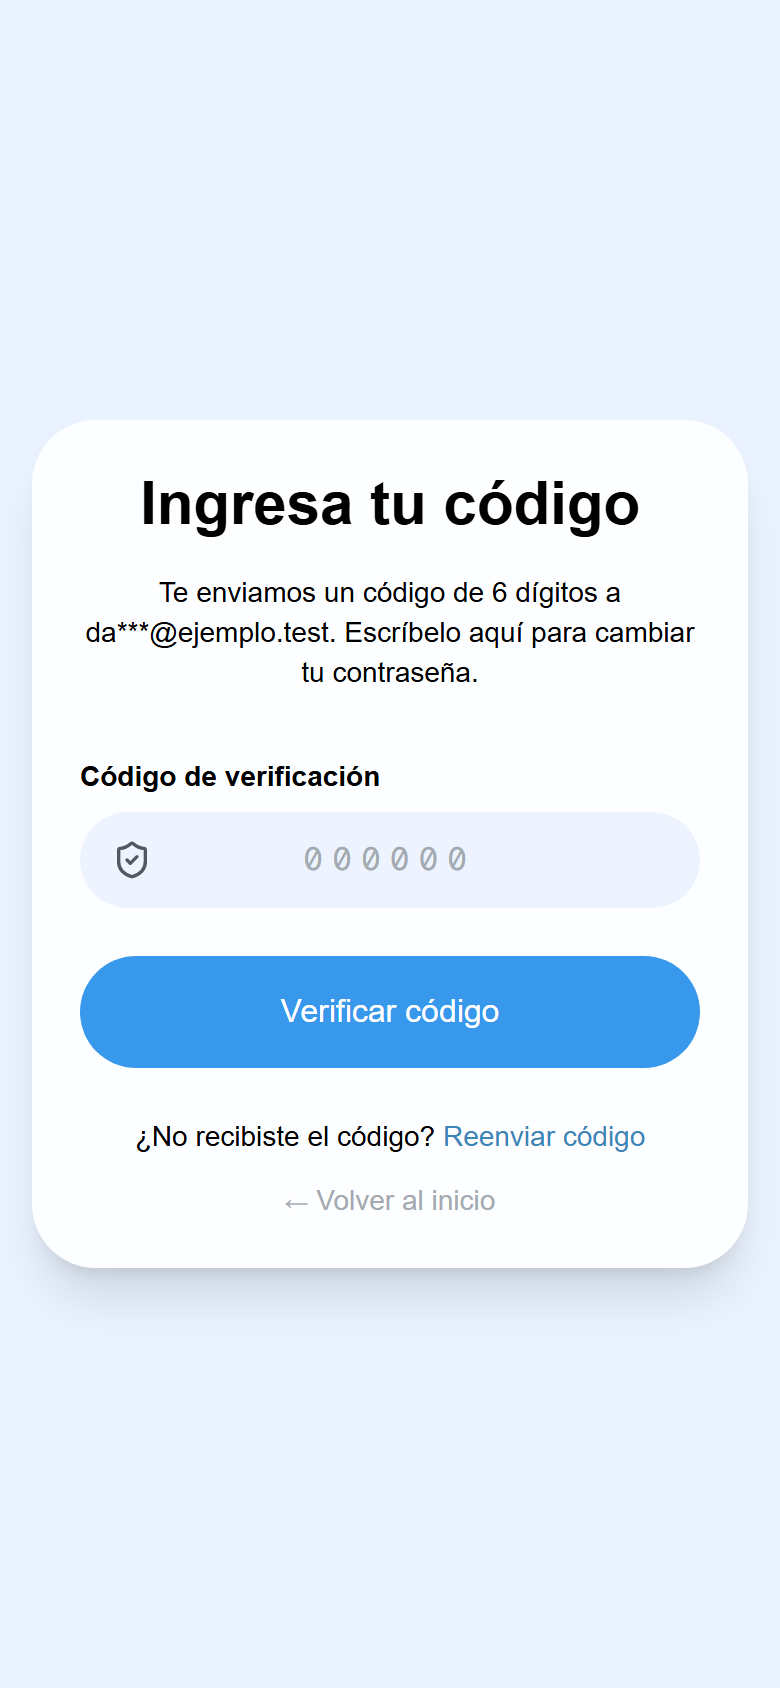 Ingresa tu código
Te enviamos un código de 6 dígitos a
da***@ejemplo.test. Escríbelo aquí para cambiar
tu contraseña.
Código de verificación
000000
Verificar código
¿No recibiste el código? Reenviar código
← Volver al inicio